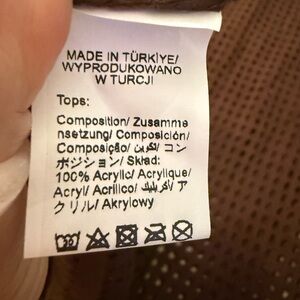 MADE IN TÜRKİYE/
WYPRODUKOWANO
W TURCJI
Tops:
Composition/ Zusamme
nsetzung/ Composición/
Composição/ تكوين/ コン
ポジション/ Skład:
100% Acrylic/ Acrylique/
Acryl/ Acrílico/ أكريليك/ ア
クリル/ Akrylowy